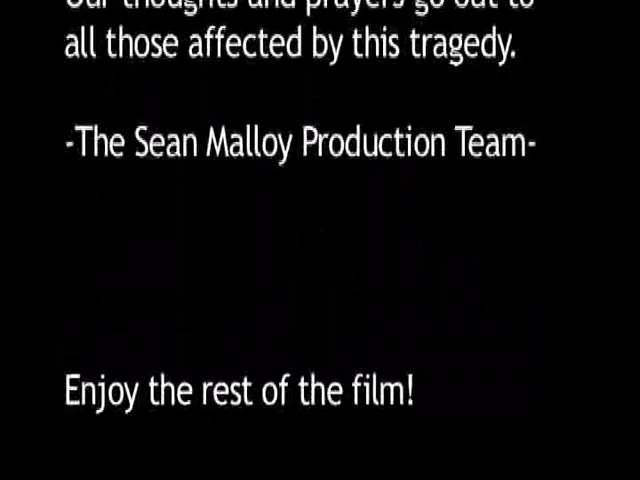 Our thoughts and prayers go out to
all those affected by this tragedy.
-The Sean Malloy Production Team-
Enjoy the rest of the film!